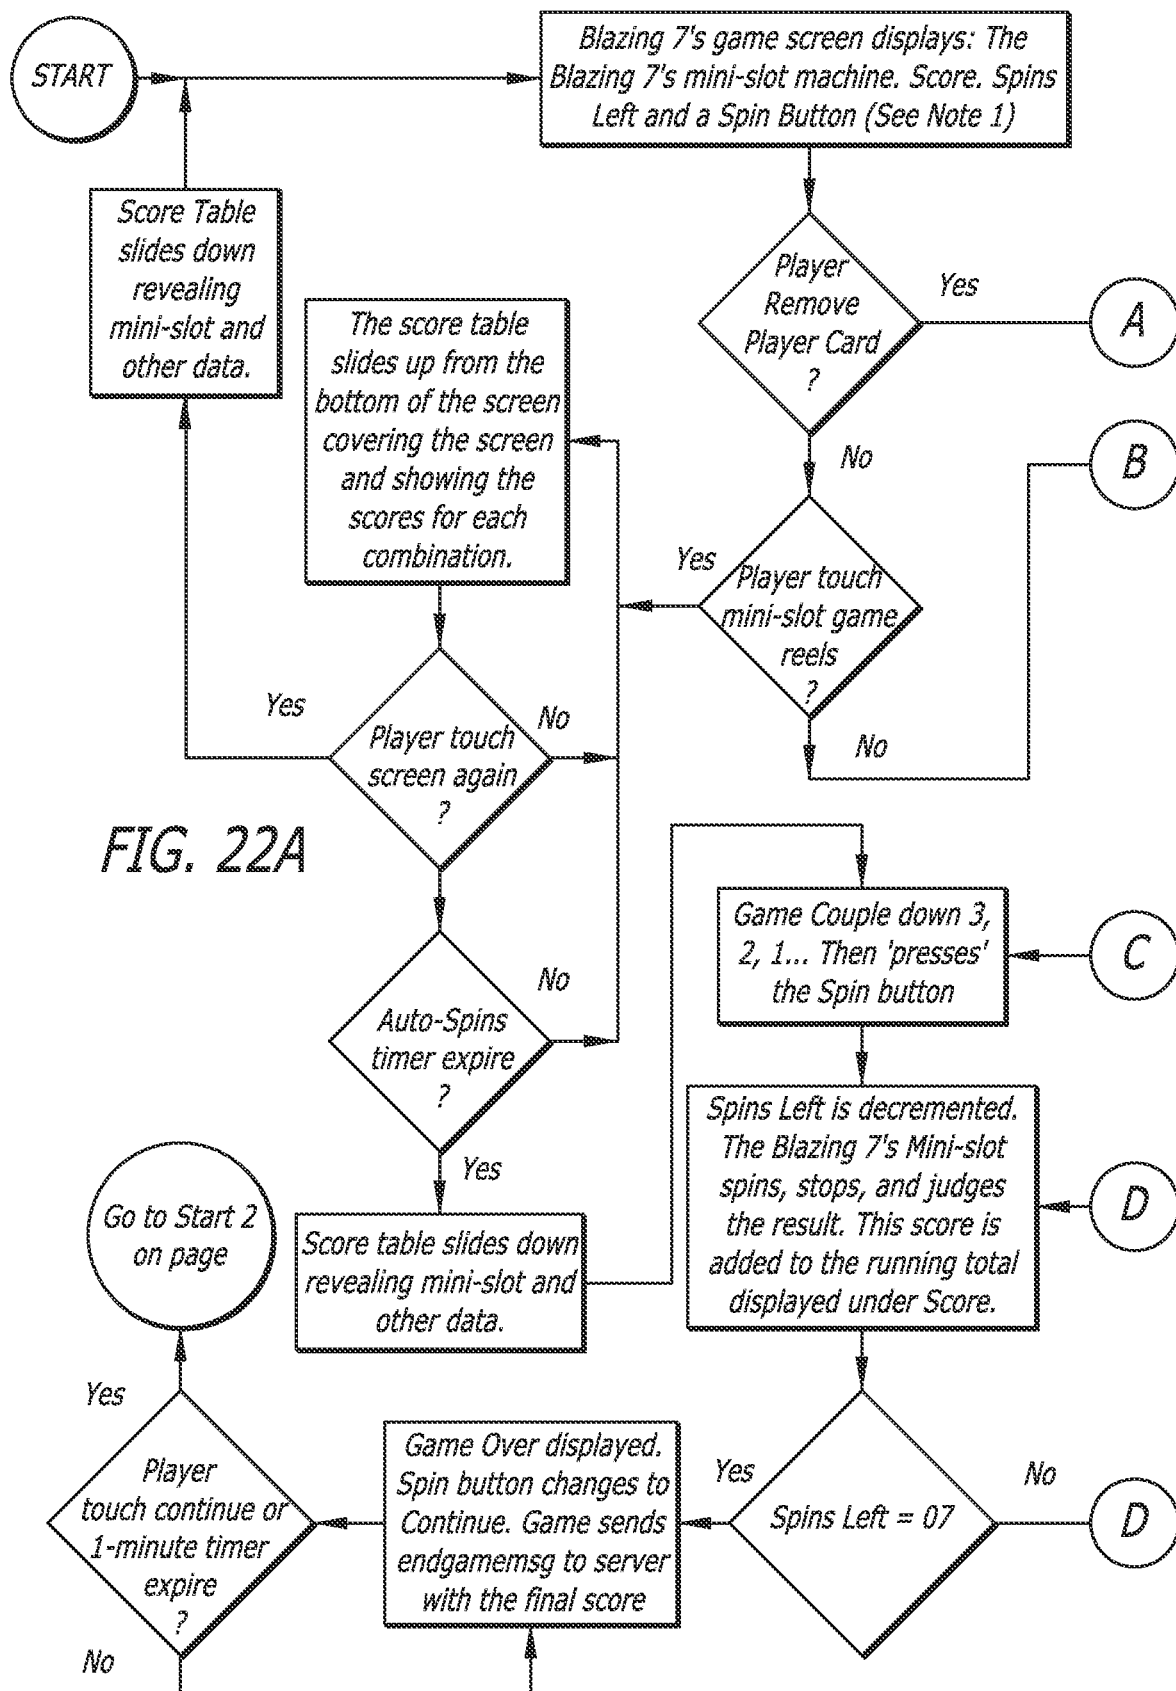 START
Blazing 7's game screen displays: The
Blazing 7's mini-slot machine. Score. Spins
Left and a Spin Button (See Note 1)
Score Table
slides down
revealing
mini-slot and
other data.
The score table
slides up from the
bottom of the screen
covering the screen
and showing the
scores for each
combination.
Player
Remove
Player Card
?
Yes
A
No
B
Yes
Player touch
mini-slot game
reels
?
No
Yes
Player touch
screen again
?
No
FIG. 22A
Game Couple down 3,
2, 1... Then 'presses'
the Spin button
C
Auto-Spins
timer expire
?
No
Yes
Spins Left is decremented.
The Blazing 7's Mini-slot
spins, stops, and judges
the result. This score is
added to the running total
displayed under Score.
D
Go to Start 2
on page
Score table slides down
revealing mini-slot and
other data.
Yes
Player
touch continue or
1-minute timer
expire
?
No
Game Over displayed.
Spin button changes to
Continue. Game sends
endgamemsg to server
with the final score
Yes
Spins Left = 07
No
D